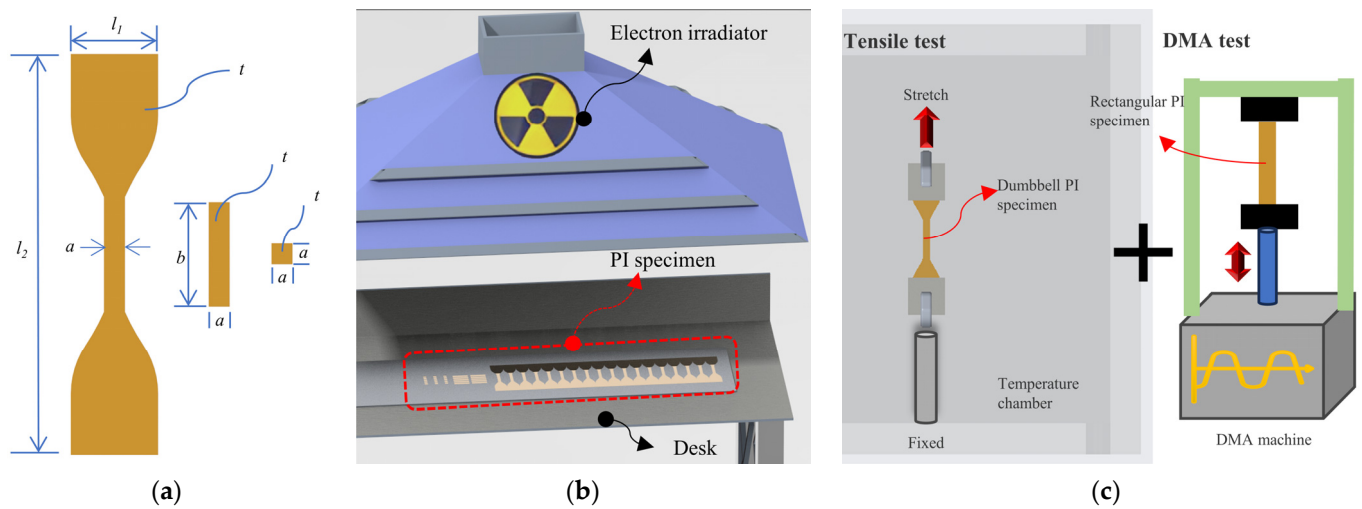 l1
t
l2
a
b
t
a
t
a
a
(a)
Electron irradiator
PI specimen
Desk
(b)
Tensile test
Stretch
Dumbbell PI
specimen
Temperature
chamber
Fixed
DMA test
Rectangular PI
specimen
DMA machine
(c)